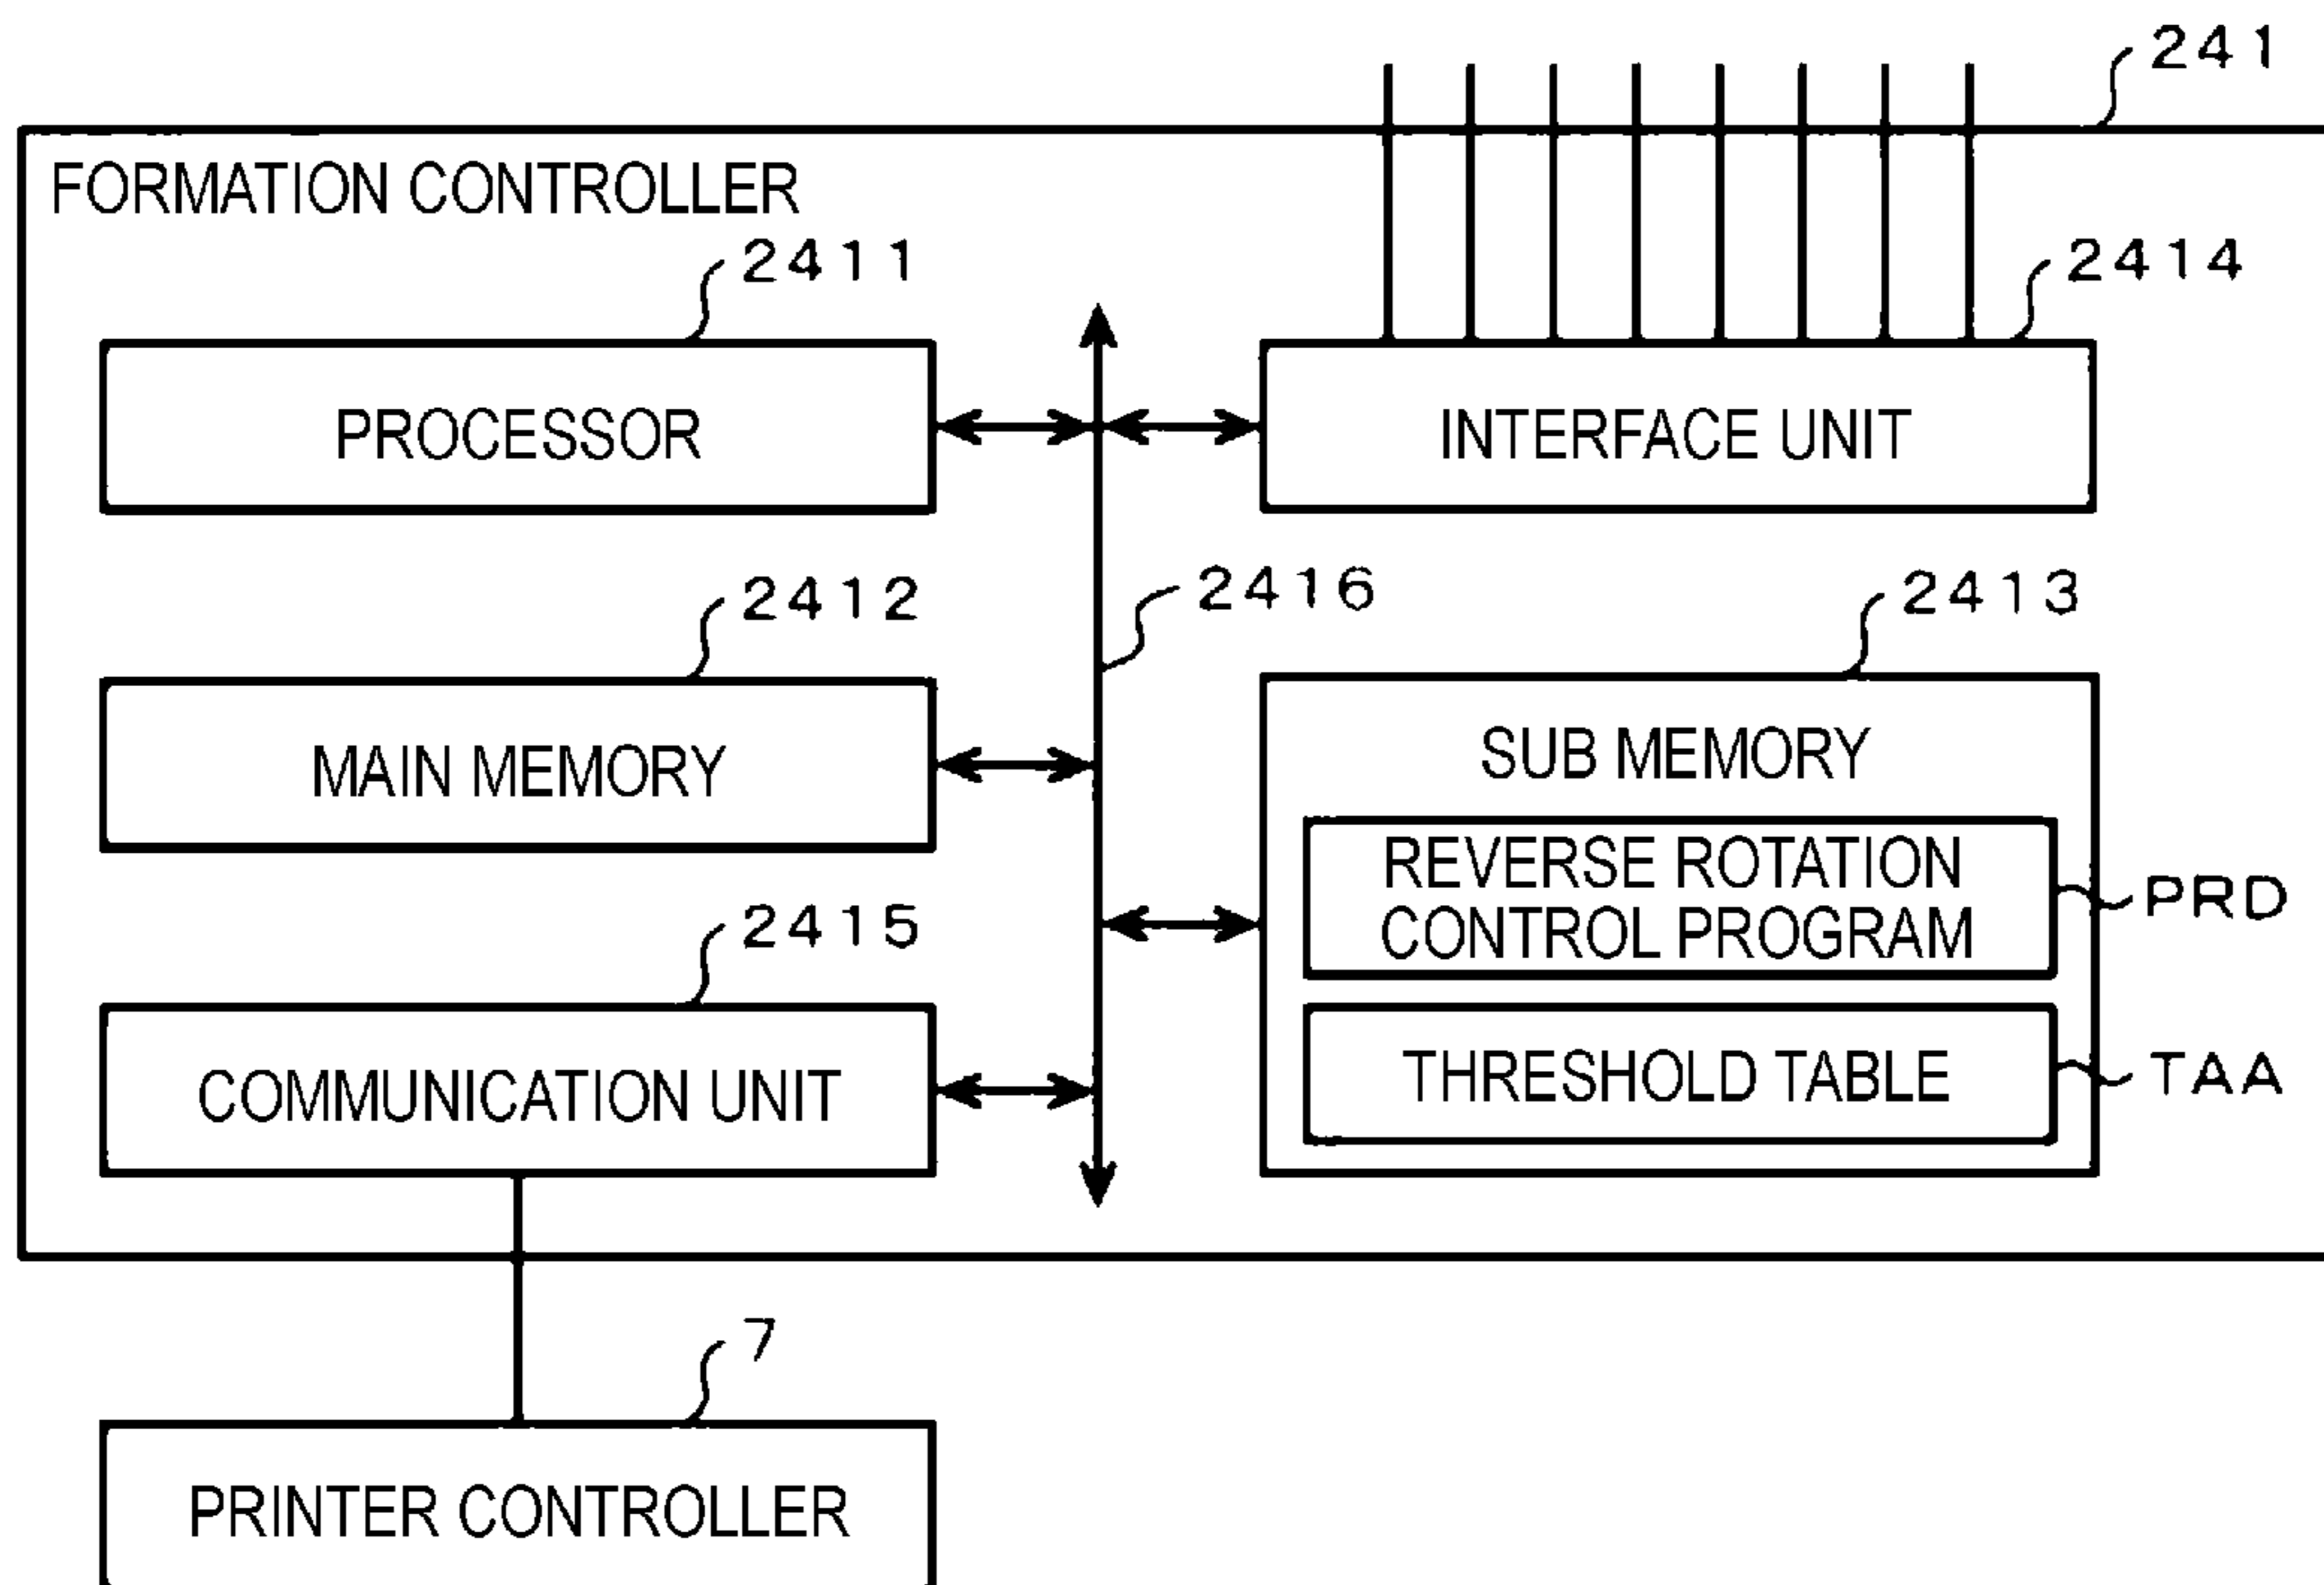 241
FORMATION CONTROLLER
2411
2414
PROCESSOR
INTERFACE UNIT
2412
2416
2413
MAIN MEMORY
SUB MEMORY
REVERSE ROTATION
CONTROL PROGRAM
PRD
2415
COMMUNICATION UNIT
THRESHOLD TABLE
TAA
7
PRINTER CONTROLLER